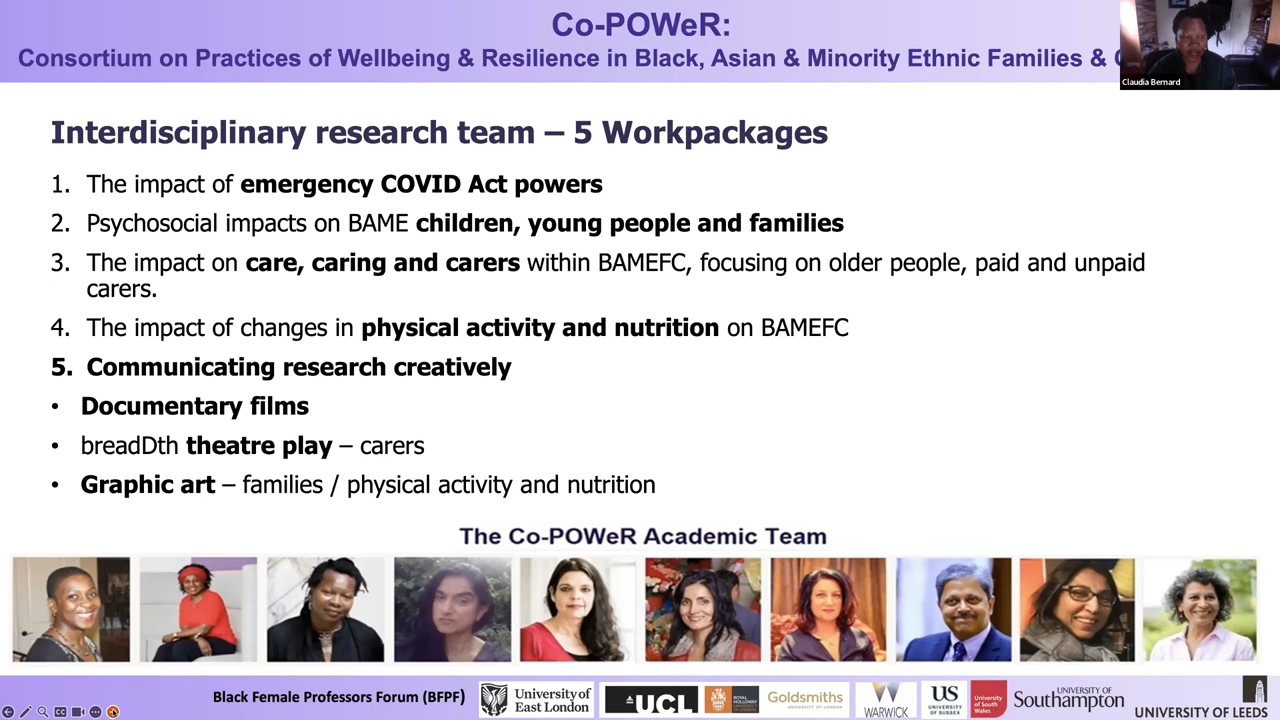 Co-POWeR:
Consortium on Practices of Wellbeing & Resilience in Black, Asian & Minority Ethnic Families &
Claudia Bernard
Interdisciplinary research team – 5 Workpackages
1. The impact of emergency COVID Act powers
2. Psychosocial impacts on BAME children, young people and families
3. The impact on care, caring and carers within BAMEFC, focusing on older people, paid and unpaid
carers.
4. The impact of changes in physical activity and nutrition on BAMEFC
5. Communicating research creatively
• Documentary films
• breadDth theatre play – carers
• Graphic art – families / physical activity and nutrition
The Co-POWeR Academic Team
Black Female Professors Forum (BFPF)
University of
East London
UCL
ROYAL
HOLLOWAY
UNIVERSITY
OF LONDON
Goldsmiths
UNIVERSITY OF LONDON
WARWICK
US
UNIVERSITY
OF SUSSEX
University of
South Wales
UNIVERSITY OF
Southampton
UNIVERSITY OF LEEDS
CC